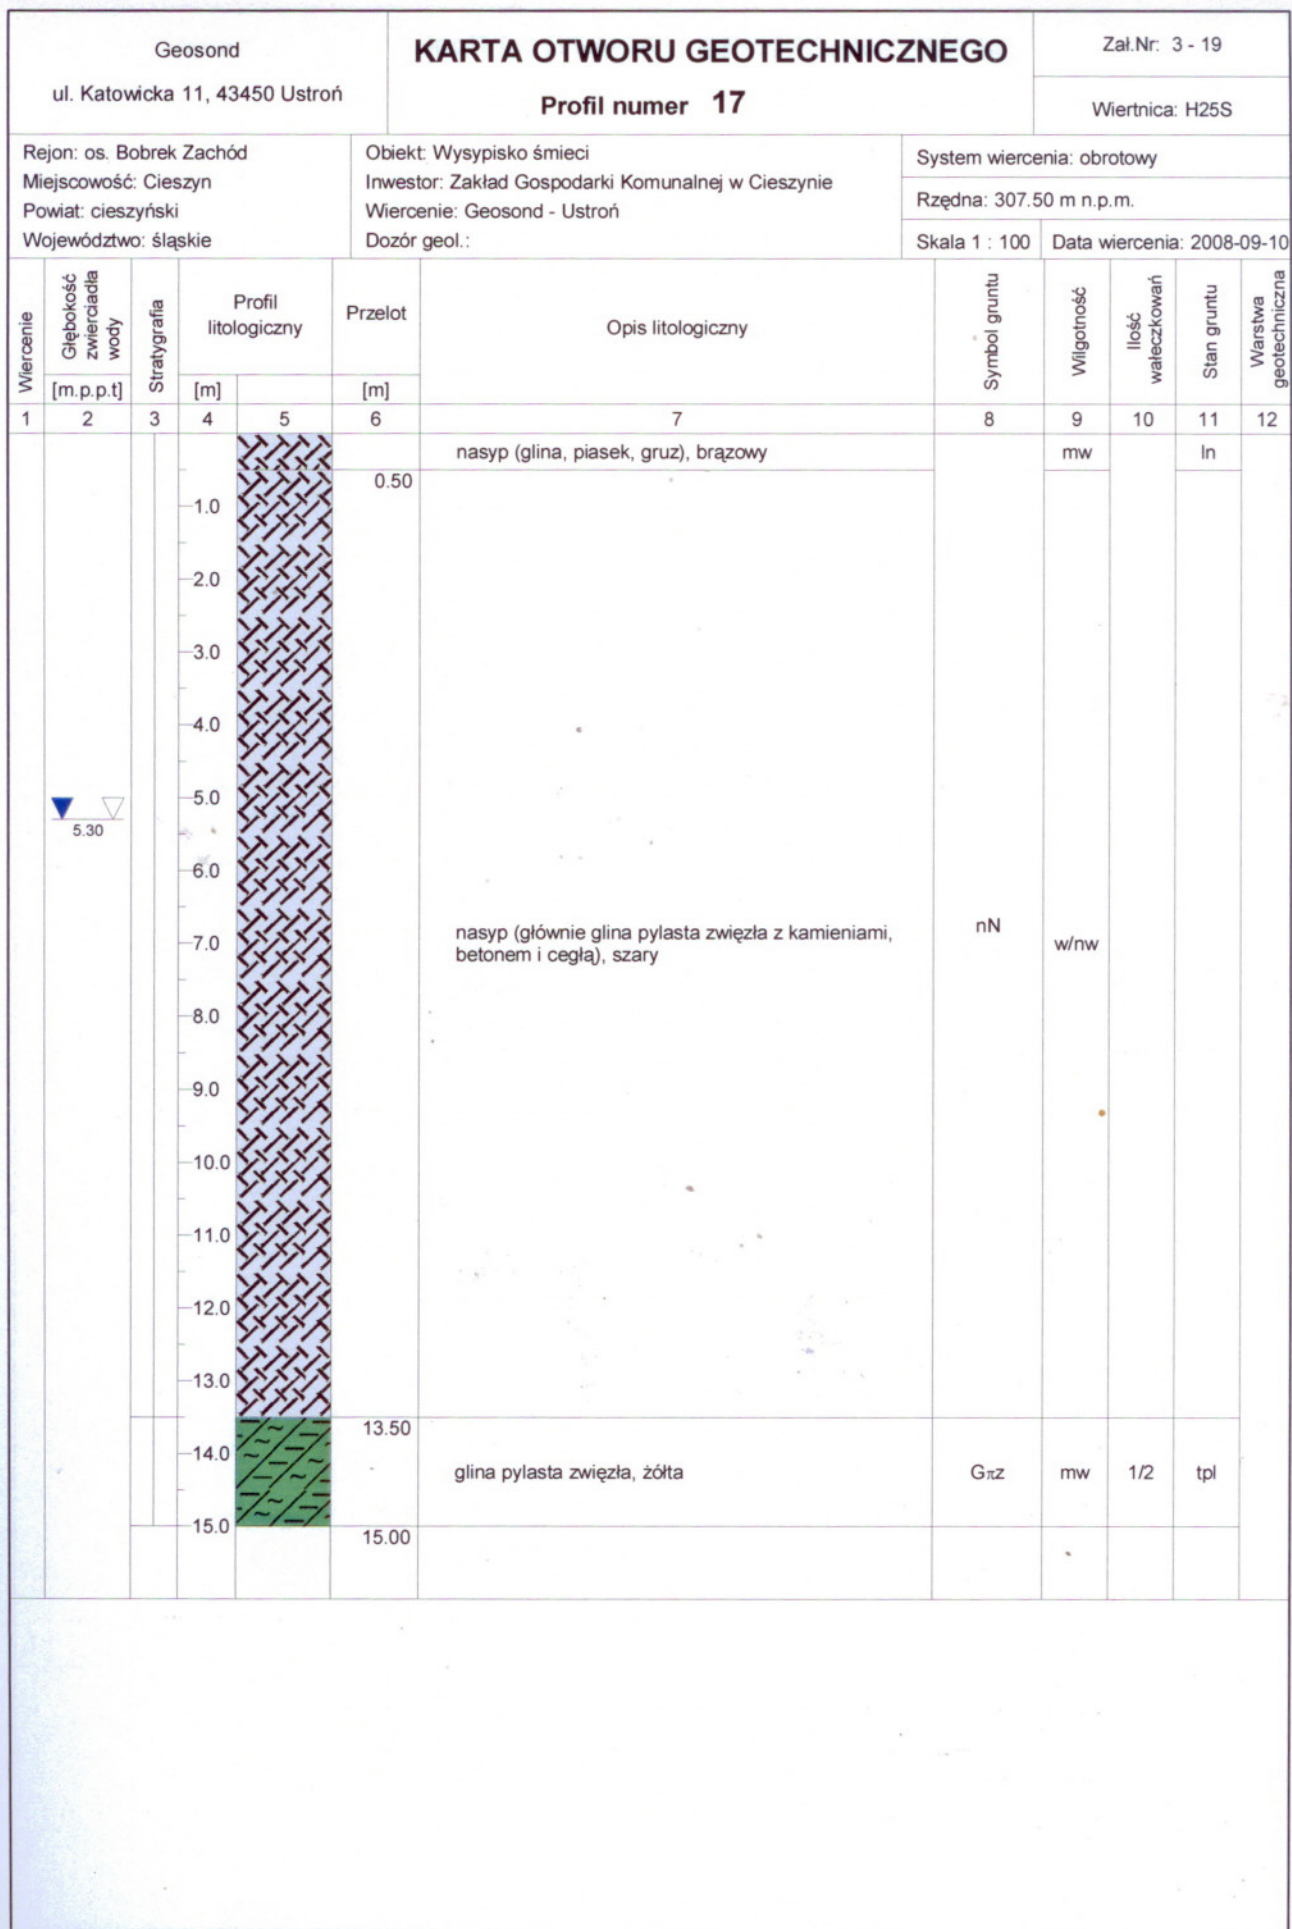 Geosond
ul. Katowicka 11, 43450 Ustroń
KARTA OTWORU GEOTECHNICZNEGO
Profil numer 17
Zał.Nr: 3 - 19
Wiertnica: H25S
Rejon: os. Bobrek Zachód
Miejscowość: Cieszyn
Powiat: cieszyński
Województwo: śląskie
Obiekt: Wysypisko śmieci
Inwestor: Zakład Gospodarki Komunalnej w Cieszynie
Wiercenie: Geosond - Ustroń
Dozór geol.:
System wiercenia: obrotowy
Rzędna: 307.50 m n.p.m.
Skala 1 : 100
Data wiercenia: 2008-09-10
Wiercenie
Głębokość
zwierciadła
wody
[m.p.p.t]
Stratygrafia
Profil
litologiczny
[m]
Przelot
[m]
Opis litologiczny
Symbol gruntu
Wilgotność
Ilość
wałeczkowań
Stan gruntu
Warstwa
geotechniczna
1 2 3 4 5 6 7 8 9 10 11 12
nasyp (glina, piasek, gruz), brązowy mw ln
0.50
1.0
2.0
3.0
4.0
5.0
5.30
6.0
7.0
nasyp (głównie glina pylasta zwięzła z kamieniami,
betonem i cegłą), szary
nN
w/nw
8.0
9.0
10.0
11.0
12.0
13.0
13.50
14.0
glina pylasta zwięzła, żółta Gπz mw 1/2 tpl
15.0
15.00